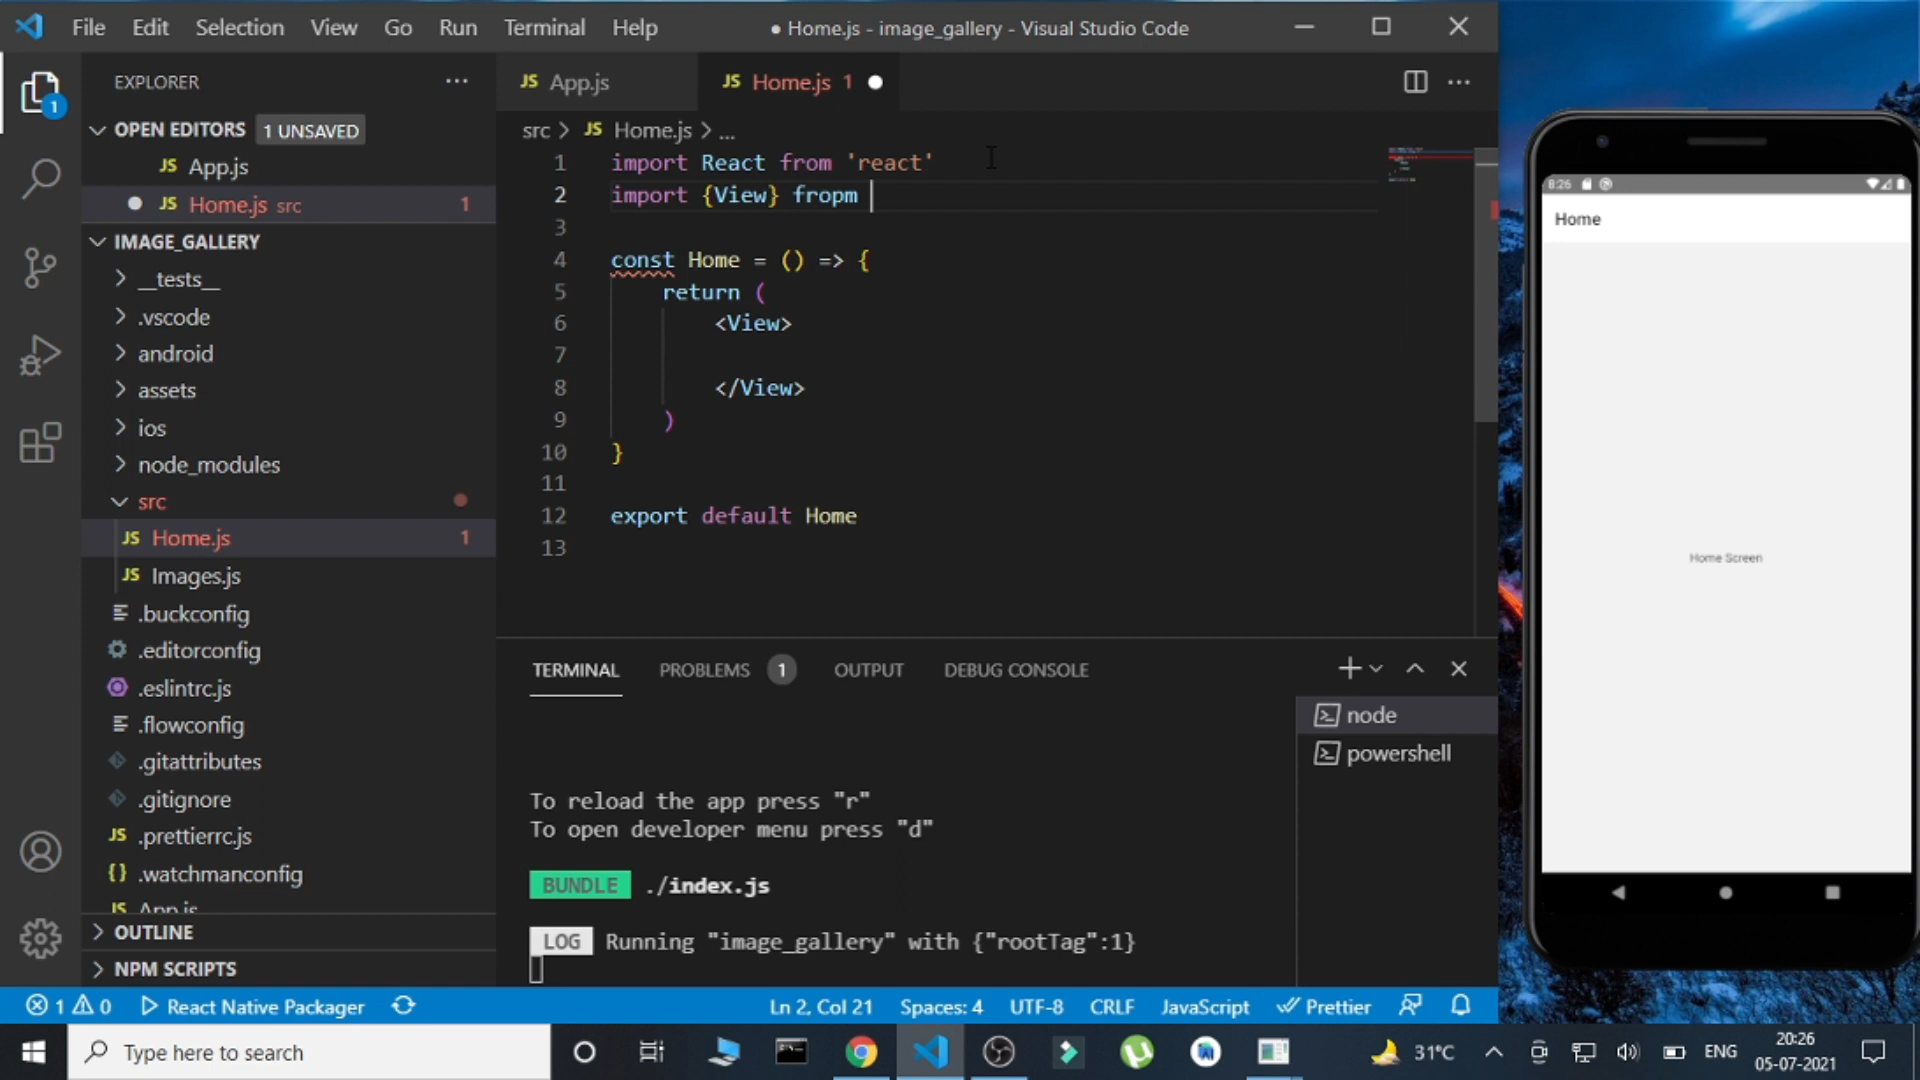 File Edit Selection View Go Run Terminal Help
● Home.js - image_gallery - Visual Studio Code
EXPLORER
OPEN EDITORS 1 UNSAVED
JS App.js
JS Home.js src 1
IMAGE_GALLERY
__tests__
.vscode
android
assets
ios
node_modules
src
JS Home.js 1
JS Images.js
.buckconfig
.editorconfig
.eslintrc.js
.flowconfig
.gitattributes
.gitignore
JS .prettierrc.js
{} .watchmanconfig
JS App.js
OUTLINE
NPM SCRIPTS
1
JS App.js
JS Home.js 1
src > JS Home.js > ...
1 import React from 'react'
2 import {View} fropm
3
4 const Home = () => {
5 return (
6 <View>
7
8 </View>
9 )
10 }
11
12 export default Home
13
TERMINAL PROBLEMS 1 OUTPUT DEBUG CONSOLE
node
powershell
To reload the app press "r"
To open developer menu press "d"
BUNDLE ./index.js
LOG Running "image_gallery" with {"rootTag":1}
8:26
Home
Home Screen
1 0 React Native Packager
Ln 2, Col 21 Spaces: 4 UTF-8 CRLF JavaScript Prettier
Type here to search
31°C
ENG
20:26
05-07-2021